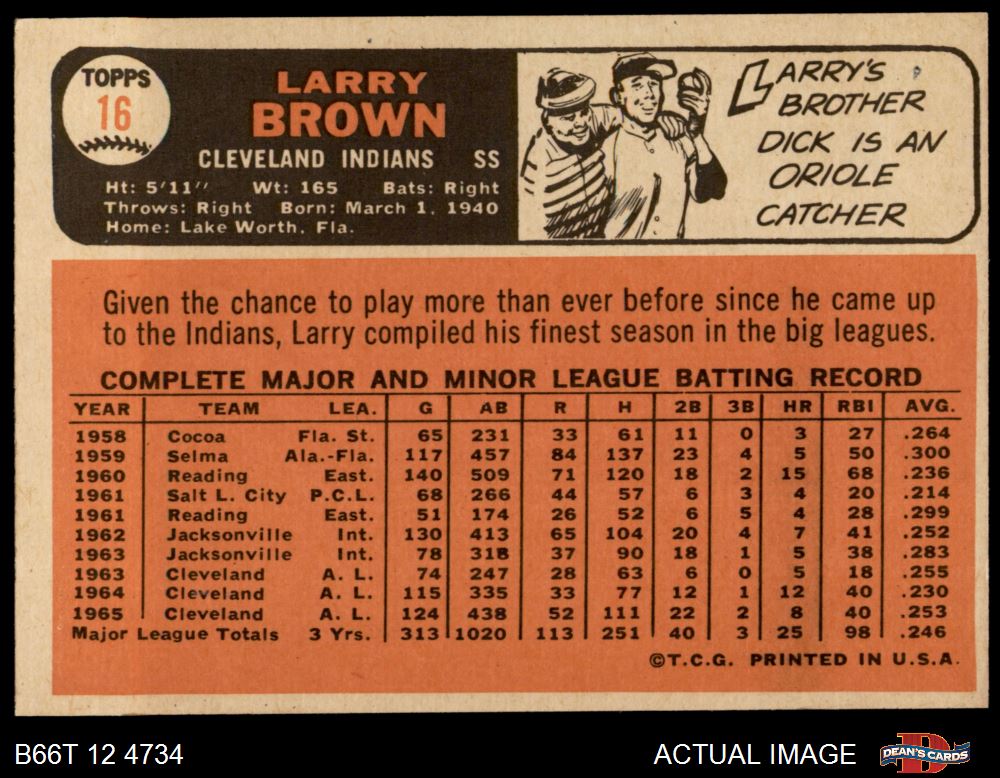 TOPPS
16
LARRY
BROWN
CLEVELAND INDIANS SS
Ht: 5'11" Wt: 165 Bats: Right
Throws: Right Born: March 1, 1940
Home: Lake Worth, Fla.
LARRY'S
BROTHER
DICK IS AN
ORIOLE
CATCHER
Given the chance to play more than ever before since he came up
to the Indians, Larry compiled his finest season in the big leagues.
COMPLETE MAJOR AND MINOR LEAGUE BATTING RECORD
YEAR TEAM LEA. G AB R H 2B 3B HR RBI AVG.
1958 Cocoa Fla. St. 65 231 33 61 11 0 3 27 .264
1959 Selma Ala.-Fla. 117 457 84 137 23 4 5 50 .300
1960 Reading East. 140 509 71 120 18 2 15 68 .236
1961 Salt L. City P.C.L. 68 266 44 57 6 3 4 20 .214
1961 Reading East. 51 174 26 52 6 5 4 28 .299
1962 Jacksonville Int. 130 413 65 104 20 4 7 41 .252
1963 Jacksonville Int. 78 318 37 90 18 1 5 38 .283
1963 Cleveland A. L. 74 247 28 63 6 0 5 18 .255
1964 Cleveland A. L. 115 335 33 77 12 1 12 40 .230
1965 Cleveland A. L. 124 438 52 111 22 2 8 40 .253
Major League Totals 3 Yrs. 313 1020 113 251 40 3 25 98 .246
©T.C.G. PRINTED IN U.S.A.
B66T 12 4734
ACTUAL IMAGE
DEAN'S CARDS